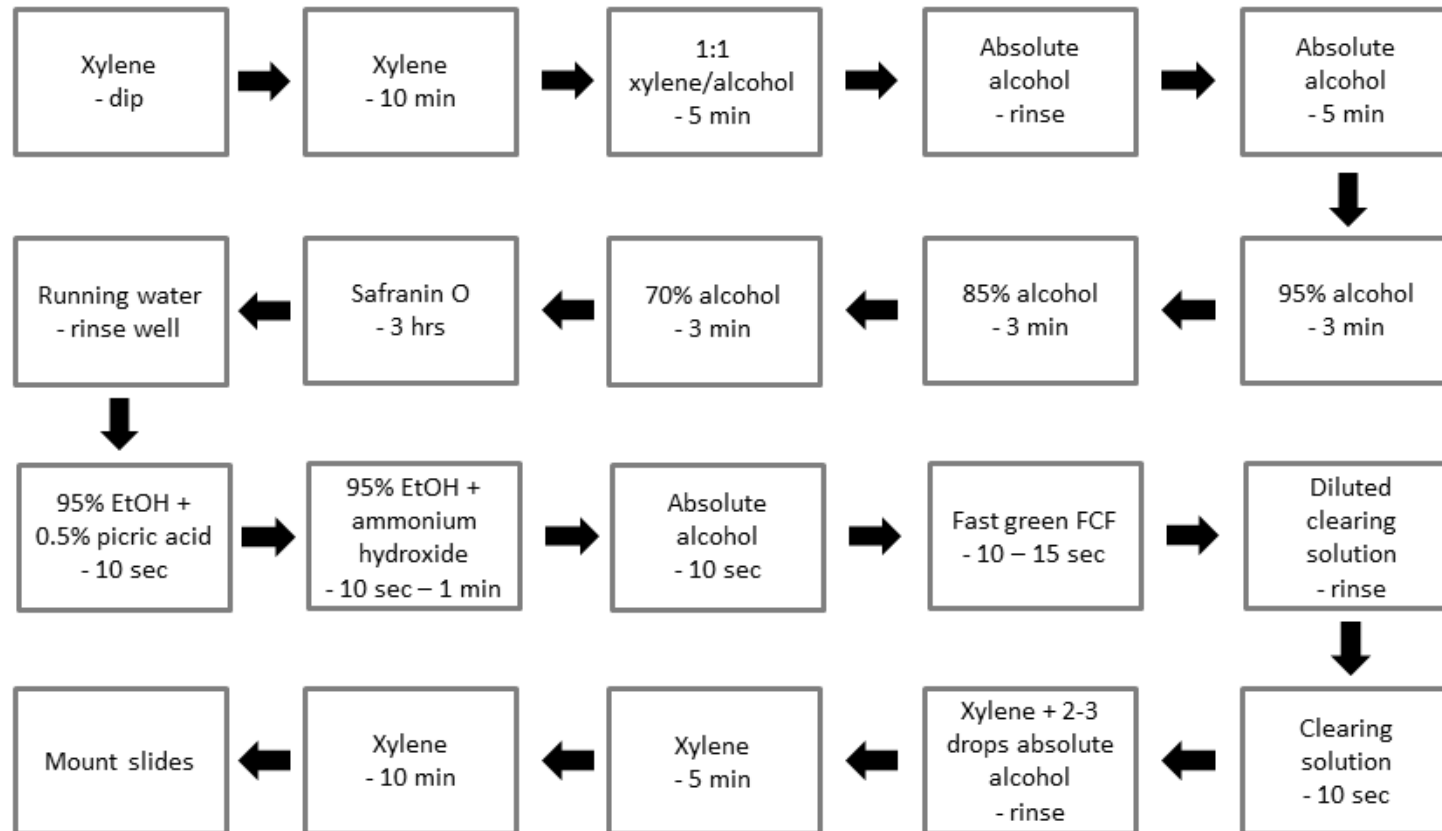 Xylene
- dip
Xylene
- 10 min
1:1
xylene/alcohol
- 5 min
Absolute
alcohol
- rinse
Absolute
alcohol
- 5 min
95% alcohol
- 3 min
85% alcohol
- 3 min
70% alcohol
- 3 min
Safranin O
- 3 hrs
Running water
- rinse well
95% EtOH +
0.5% picric acid
- 10 sec
95% EtOH +
ammonium
hydroxide
- 10 sec – 1 min
Absolute
alcohol
- 10 sec
Fast green FCF
- 10 – 15 sec
Diluted
clearing
solution
- rinse
Clearing
solution
- 10 sec
Xylene + 2-3
drops absolute
alcohol
- rinse
Xylene
- 5 min
Xylene
- 10 min
Mount slides